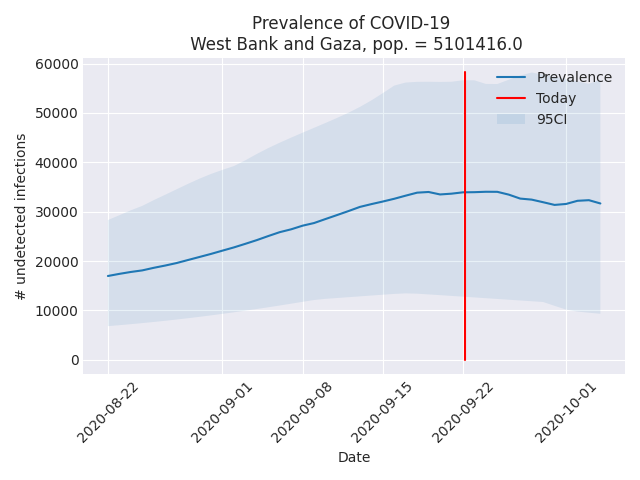 Prevalence of COVID-19
West Bank and Gaza, pop. = 5101416.0
60000
50000
40000
30000
20000
10000
0
# undetected infections
Prevalence
Today
95CI
2020-08-22
2020-09-01
2020-09-08
2020-09-15
2020-09-22
2020-10-01
Date